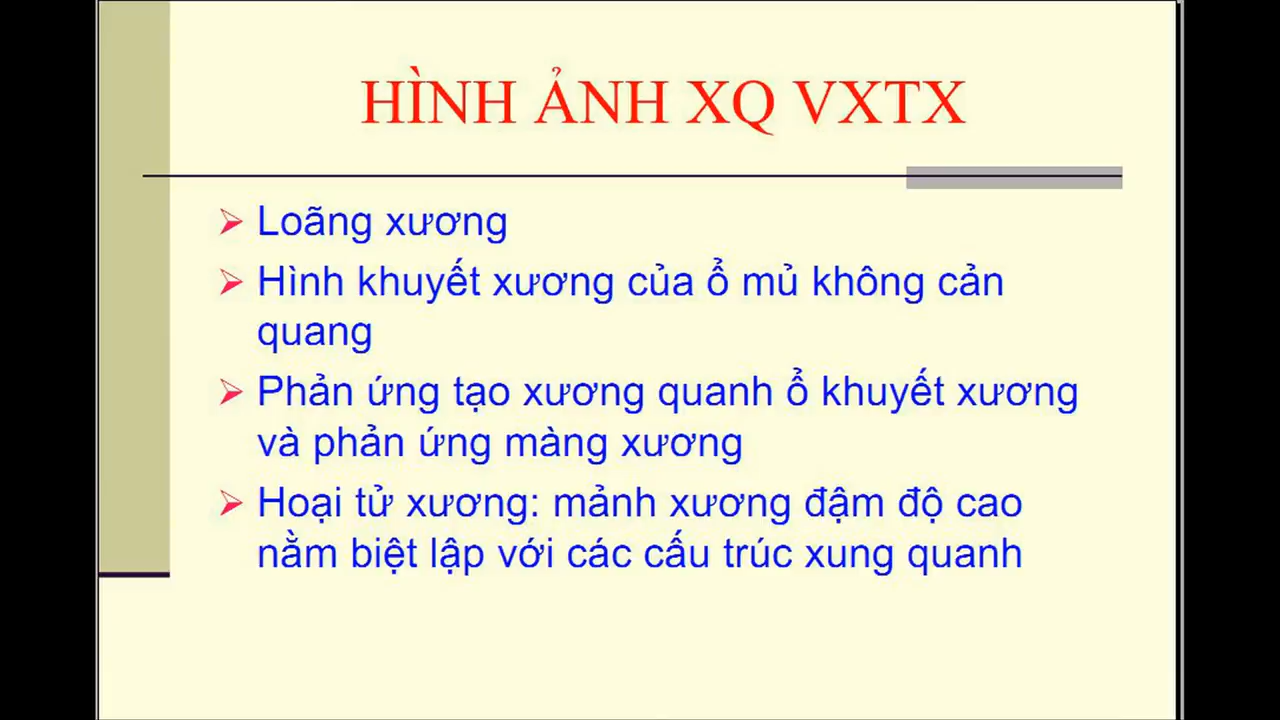 HÌNH ẢNH XQ VXTX
Loãng xương
Hình khuyết xương của ổ mủ không cản
quang
Phản ứng tạo xương quanh ổ khuyết xương
và phản ứng màng xương
Hoại tử xương: mảnh xương đậm độ cao
nằm biệt lập với các cấu trúc xung quanh